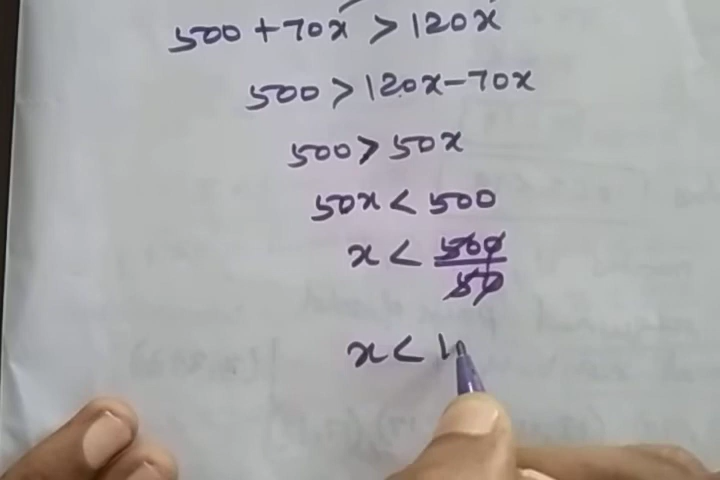 500 + 70x > 120x
500 > 120x - 70x
500 > 50x
50x < 500
x < 500/50
x < 1